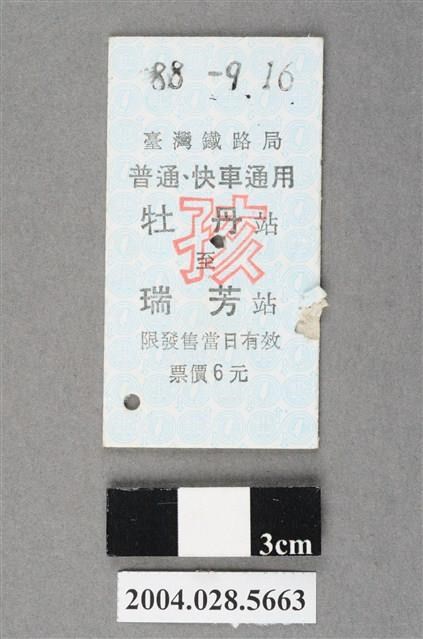 88 -9.16
臺灣鐵路局
普通、快車通用
孩
牡丹站
至
瑞芳站
限發售當日有效
票價6元
3cm
2004.028.5663